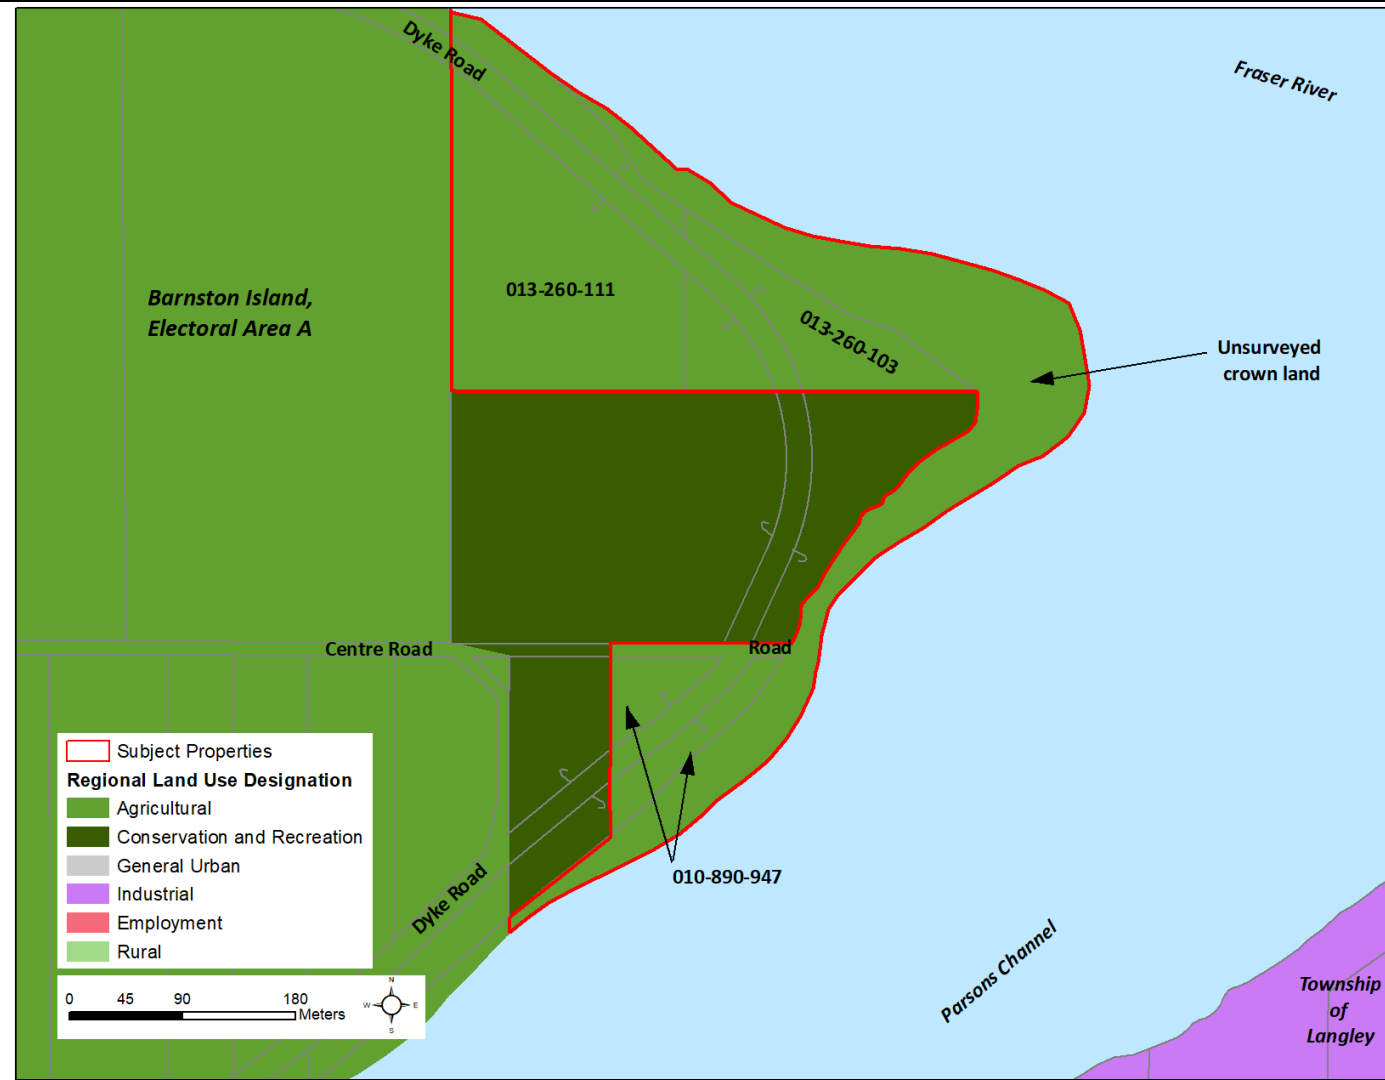 Dyke Road
Fraser River
013-260-111
Barnston Island,
Electoral Area A
013-260-103
Unsurveyed
crown land
Centre Road
Road
Subject Properties
Regional Land Use Designation
Agricultural
Conservation and Recreation
General Urban
Industrial
Employment
Rural
010-890-947
Dyke Road
Parsons Channel
Township
of
Langley
0 45 90 180
Meters
N
W E
S